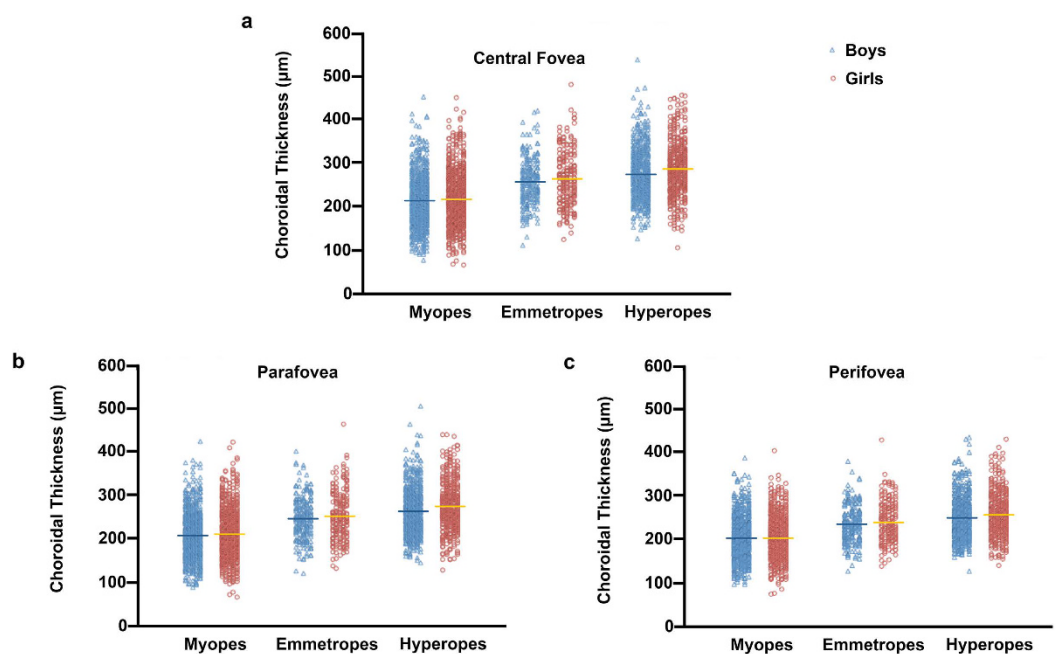 a
Central Fovea
Boys
Girls
Choroidal Thickness (µm)
600
500
400
300
200
100
0
Myopes Emmetropes Hyperopes
b
Parafovea
Choroidal Thickness (µm)
600
500
400
300
200
100
0
Myopes Emmetropes Hyperopes
c
Perifovea
Choroidal Thickness (µm)
600
500
400
300
200
100
0
Myopes Emmetropes Hyperopes